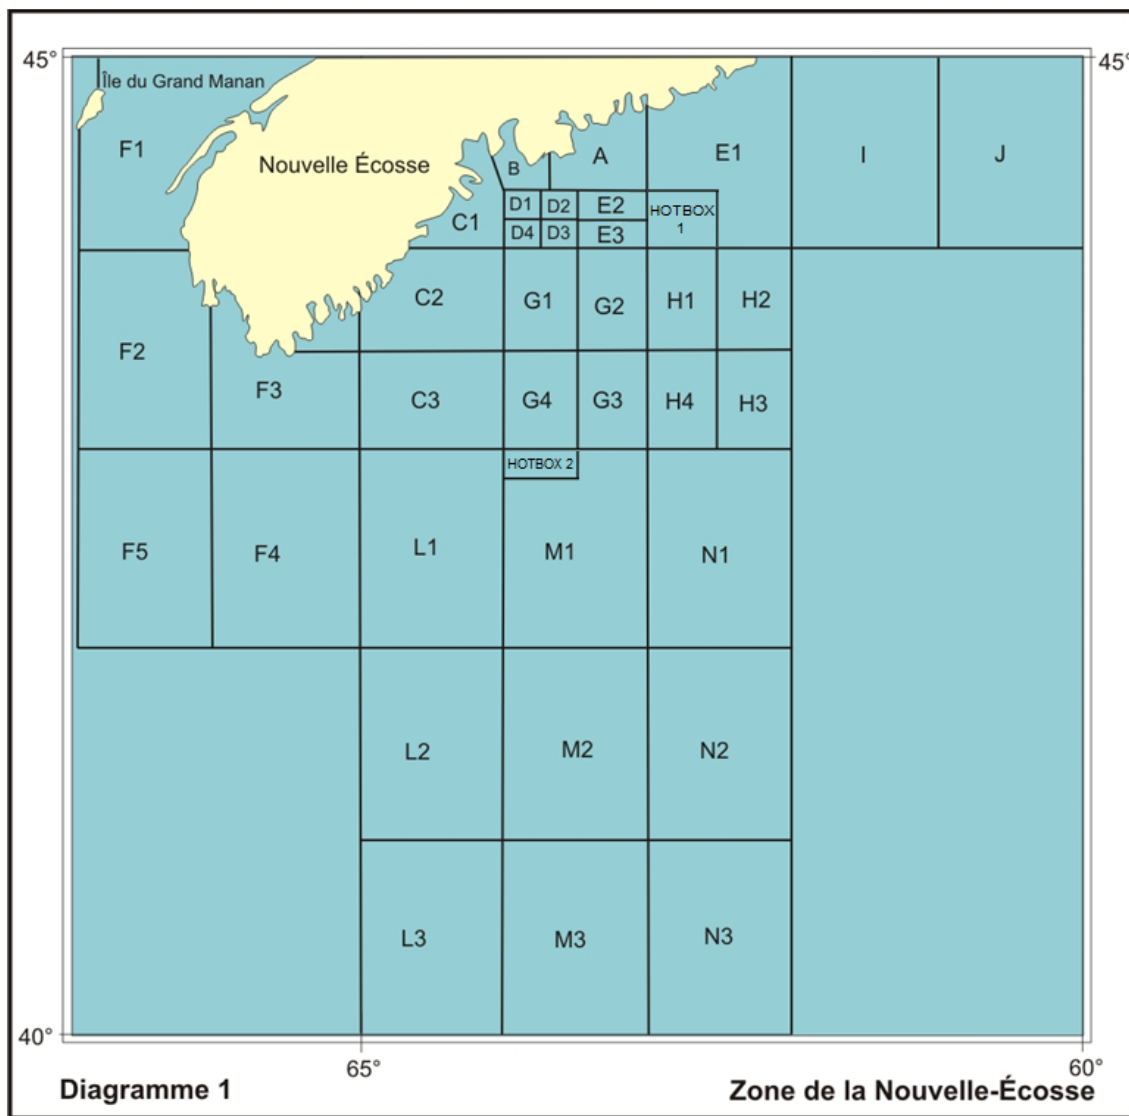 45°
45°
Île du Grand Manan
F1
Nouvelle Écosse
B
A
E1
I
J
C1
D1
D2
E2
HOTBOX
1
D4
D3
E3
C2
G1
G2
H1
H2
F2
F3
C3
G4
G3
H4
H3
HOTBOX 2
F5
F4
L1
M1
N1
L2
M2
N2
L3
M3
N3
40°
65°
60°
Diagramme 1
Zone de la Nouvelle-Écosse